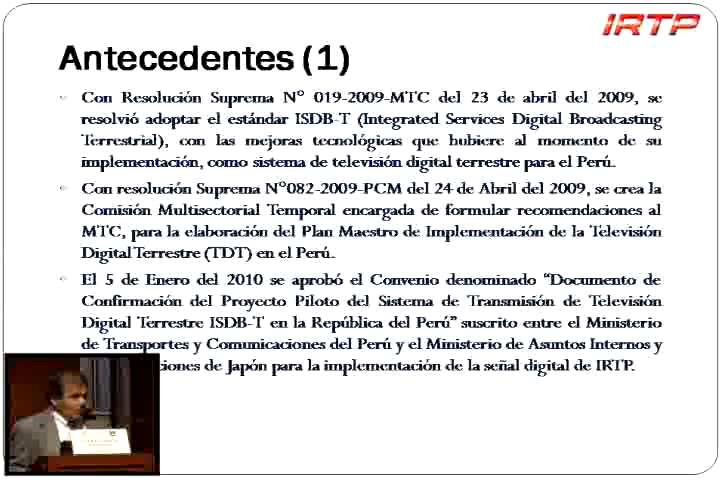 IRTP
Antecedentes (1)
Con Resolución Suprema N° 019-2009-MTC del 23 de abril del 2009, se
resolvió adoptar el estándar ISDB-T (Integrated Services Digital Broadcasting
Terrestrial), con las mejoras tecnológicas que hubiere al momento de su
implementación, como sistema de televisión digital terrestre para el Perú.
Con resolución Suprema N°082-2009-PCM del 24 de Abril del 2009, se crea la
Comisión Multisectorial Temporal encargada de formular recomendaciones al
MTC, para la elaboración del Plan Maestro de Implementación de la Televisión
Digital Terrestre (TDT) en el Perú.
El 5 de Enero del 2010 se aprobó el Convenio denominado “Documento de
Confirmación del Proyecto Piloto del Sistema de Transmisión de Televisión
Digital Terrestre ISDB-T en la República del Perú” suscrito entre el Ministerio
de Transportes y Comunicaciones del Perú y el Ministerio de Asuntos Internos y
ciones de Japón para la implementación de la señal digital de IRTP.